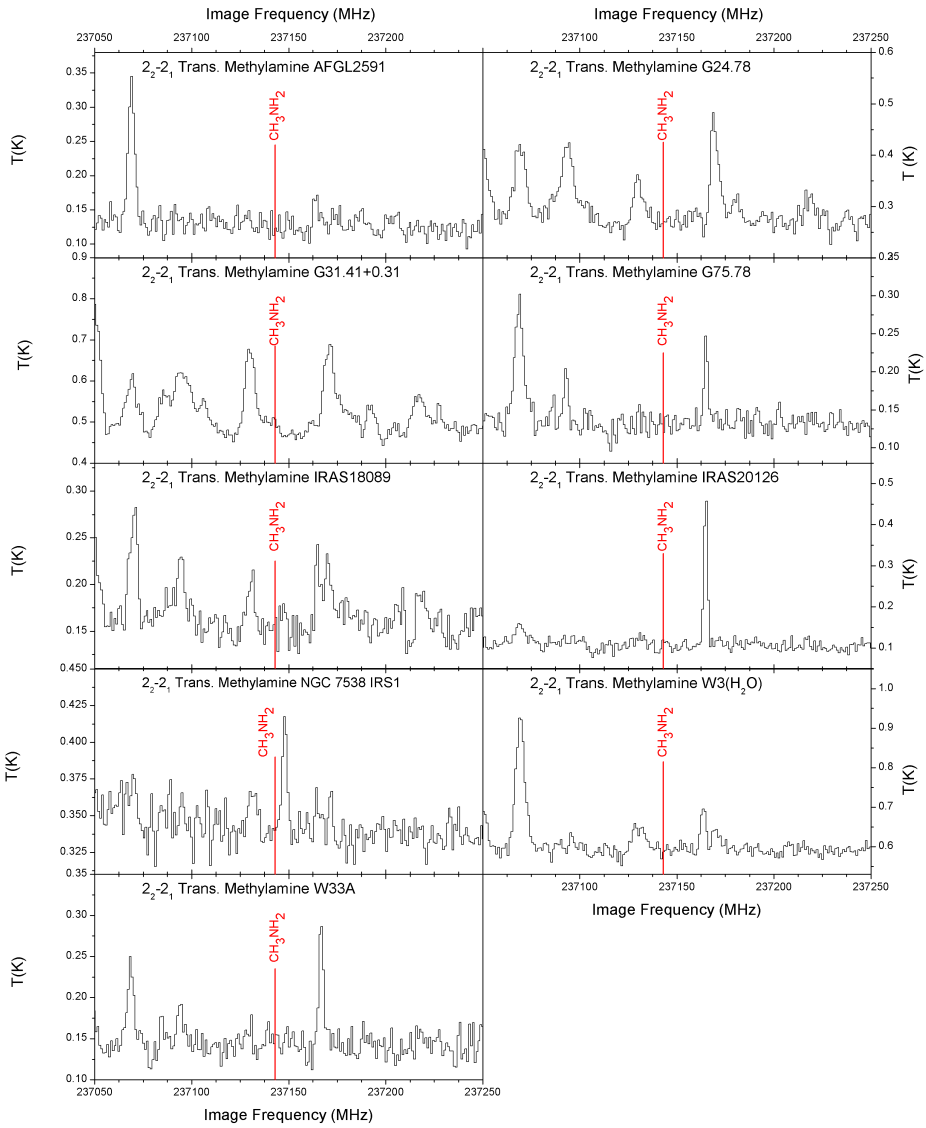 Image Frequency (MHz) Image Frequency (MHz)
237050 237100 237150 237200 237100 237150 237200 237250
2₂-2₁ Trans. Methylamine AFGL2591
CH₃NH₂
T(K)
0.35
0.30
0.25
0.20
0.15
0.10
2₂-2₁ Trans. Methylamine G24.78
CH₃NH₂
T (K)
0.6
0.5
0.4
0.3
2₂-2₁ Trans. Methylamine G31.41+0.31
CH₃NH₂
T(K)
0.9
0.8
0.7
0.6
0.5
0.4
2₂-2₁ Trans. Methylamine G75.78
CH₃NH₂
T(K)
0.35
0.30
0.25
0.20
0.15
0.10
2₂-2₁ Trans. Methylamine IRAS18089
CH₃NH₂
T(K)
0.30
0.25
0.20
0.15
2₂-2₁ Trans. Methylamine IRAS20126
CH₃NH₂
T(K)
0.5
0.4
0.3
0.2
0.1
2₂-2₁ Trans. Methylamine NGC 7538 IRS1
CH₃NH₂
T(K)
0.450
0.425
0.400
0.375
0.350
0.325
2₂-2₁ Trans. Methylamine W3(H₂O)
CH₃NH₂
T(K)
1.0
0.9
0.8
0.7
0.6
237100 237150 237200 237250
Image Frequency (MHz)
2₂-2₁ Trans. Methylamine W33A
CH₃NH₂
T(K)
0.35
0.30
0.25
0.20
0.15
0.10
237050 237100 237150 237200 237250
Image Frequency (MHz)